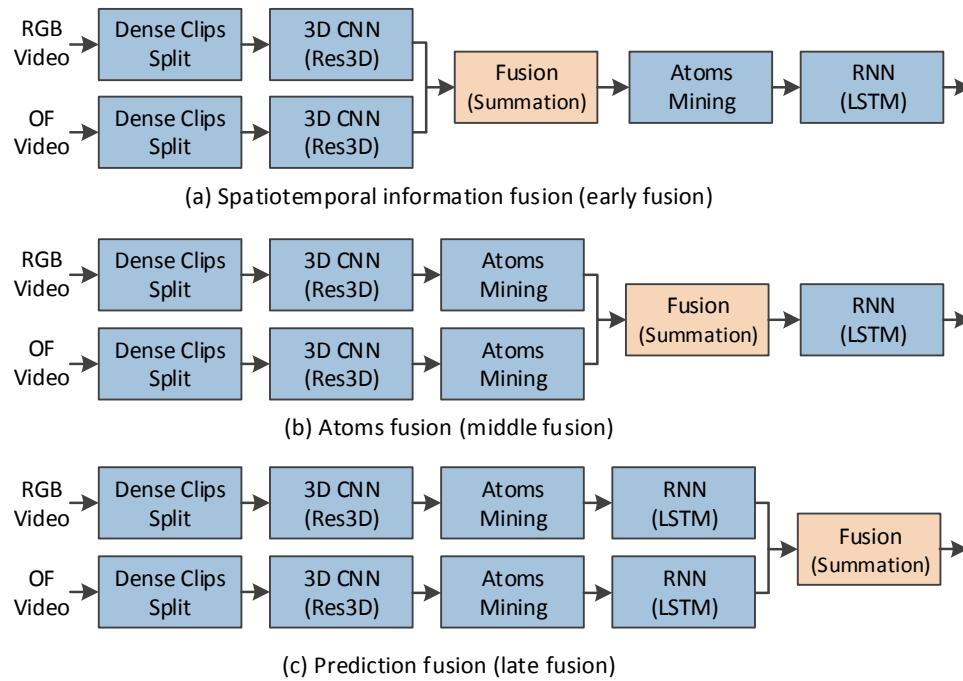 RGB
Video
Dense Clips
Split
3D CNN
(Res3D)
OF
Video
Dense Clips
Split
3D CNN
(Res3D)
Fusion
(Summation)
Atoms
Mining
RNN
(LSTM)
(a) Spatiotemporal information fusion (early fusion)
RGB
Video
Dense Clips
Split
3D CNN
(Res3D)
Atoms
Mining
OF
Video
Dense Clips
Split
3D CNN
(Res3D)
Atoms
Mining
Fusion
(Summation)
RNN
(LSTM)
(b) Atoms fusion (middle fusion)
RGB
Video
Dense Clips
Split
3D CNN
(Res3D)
Atoms
Mining
RNN
(LSTM)
OF
Video
Dense Clips
Split
3D CNN
(Res3D)
Atoms
Mining
RNN
(LSTM)
Fusion
(Summation)
(c) Prediction fusion (late fusion)